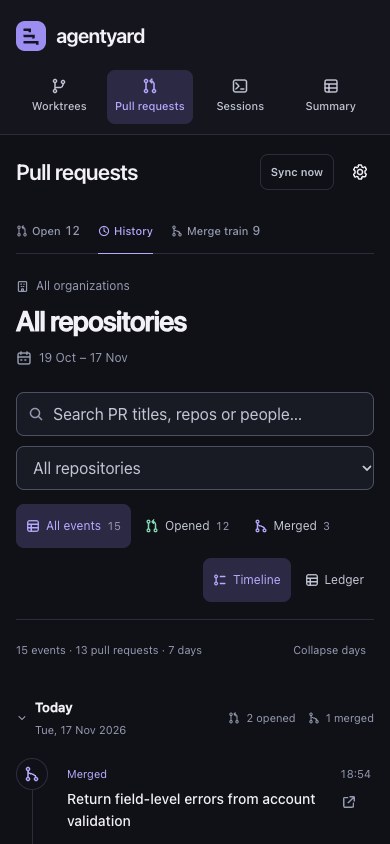 agentyard
Worktrees
Pull requests
Sessions
Summary
Pull requests
Sync now
Open 12
History
Merge train 9
All organizations
All repositories
19 Oct – 17 Nov
Search PR titles, repos or people...
All repositories
All events 15
Opened 12
Merged 3
Timeline
Ledger
15 events · 13 pull requests · 7 days
Collapse days
Today
Tue, 17 Nov 2026
2 opened
1 merged
Merged
18:54
Return field-level errors from account
validation